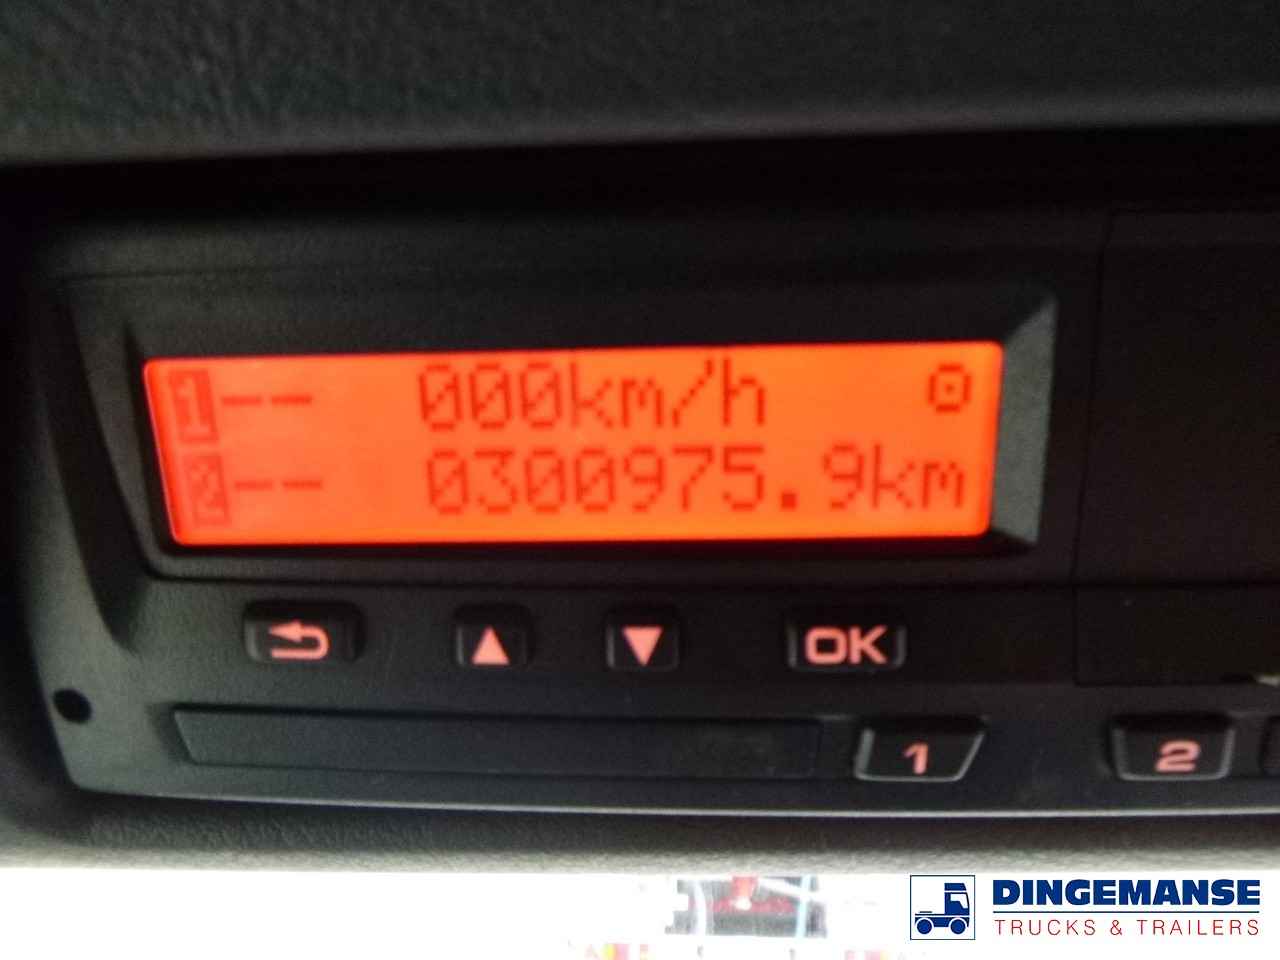 1 -- 000km/h
2 -- 0300975.9km
OK
1 2
DINGEMANSE
TRUCKS & TRAILERS